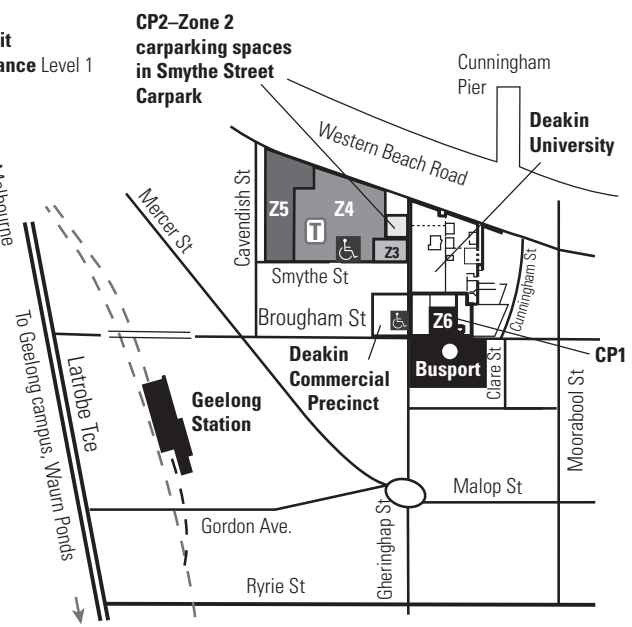 CP2–Zone 2
carparking spaces
in Smythe Street
Carpark
it
ance Level 1
Cunningham
Pier
Deakin
University
Western Beach Road
Cavendish St
Z5
Z4
T
Z3
Mercer St
Smythe St
Cunningham St
Brougham St
Z6
CP1
Melbourne
Deakin
Commercial
Precinct
Busport
Clare St
To Geelong campus, Waurn Ponds
Latrobe Tce
Geelong
Station
Moorabool St
Malop St
Gordon Ave.
Gheringhap St
Ryrie St